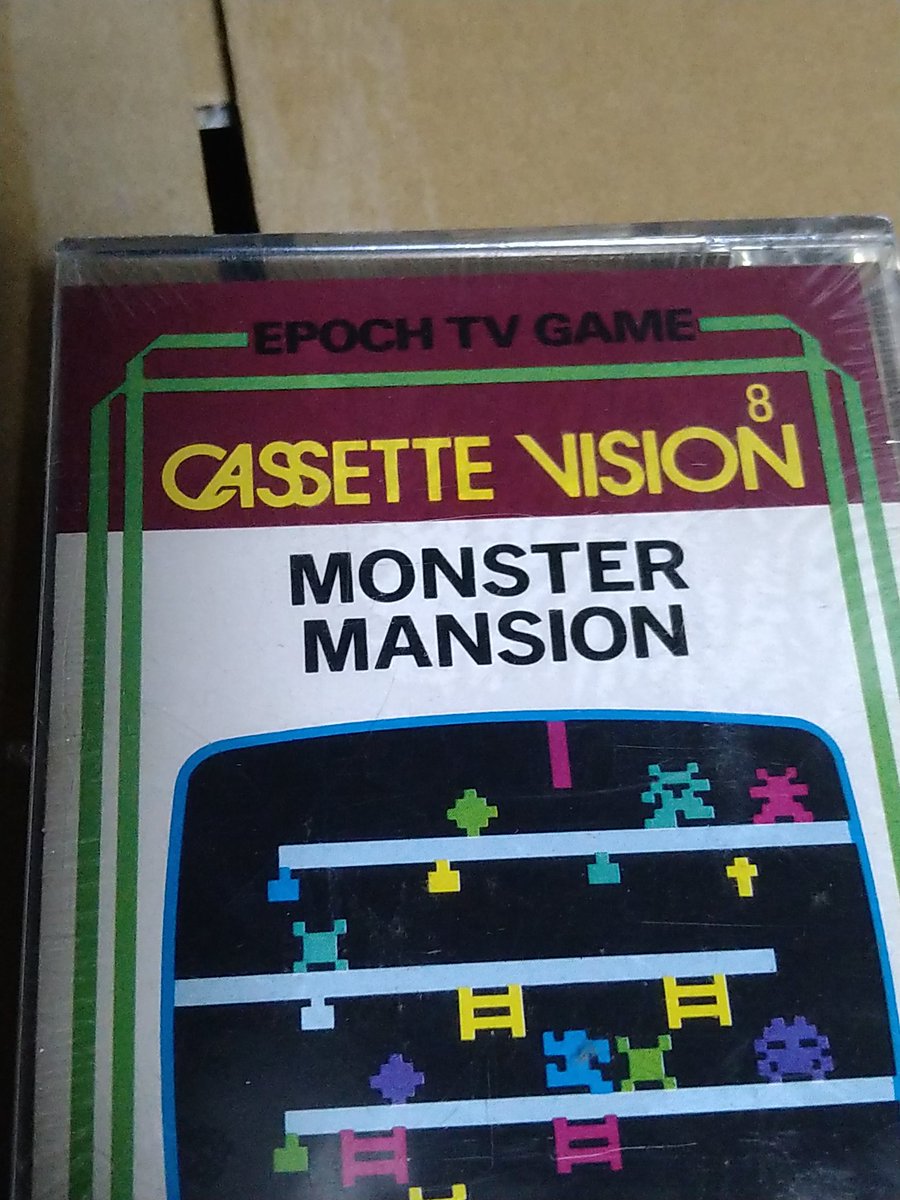 EPOCH TV GAME
8
CASSETTE VISION
MONSTER
MANSION